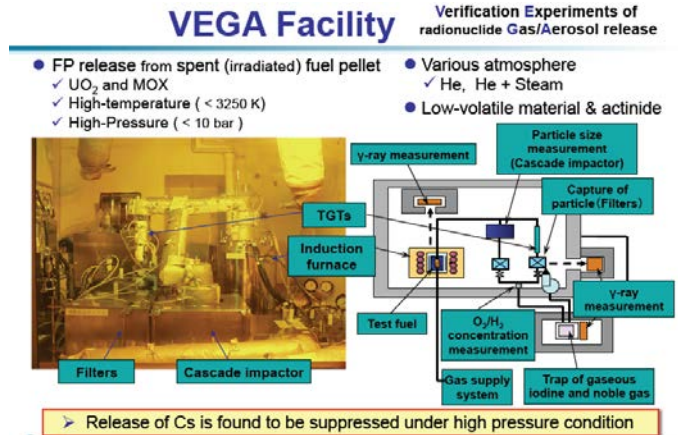 VEGA Facility
Verification Experiments of
radionuclide Gas/Aerosol release
● FP release from spent (irradiated) fuel pellet
✓ UO₂ and MOX
✓ High-temperature ( < 3250 K)
✓ High-Pressure ( < 10 bar )
● Various atmosphere
✓ He, He + Steam
● Low-volatile material & actinide
γ-ray measurement
Particle size
measurement
(Cascade impactor)
Capture of
particle(Filters)
TGTs
Induction
furnace
Test fuel
O₂/H₂
concentration
measurement
γ-ray
measurement
Filters
Cascade impactor
Gas supply
system
Trap of gaseous
iodine and noble gas
➢ Release of Cs is found to be suppressed under high pressure condition